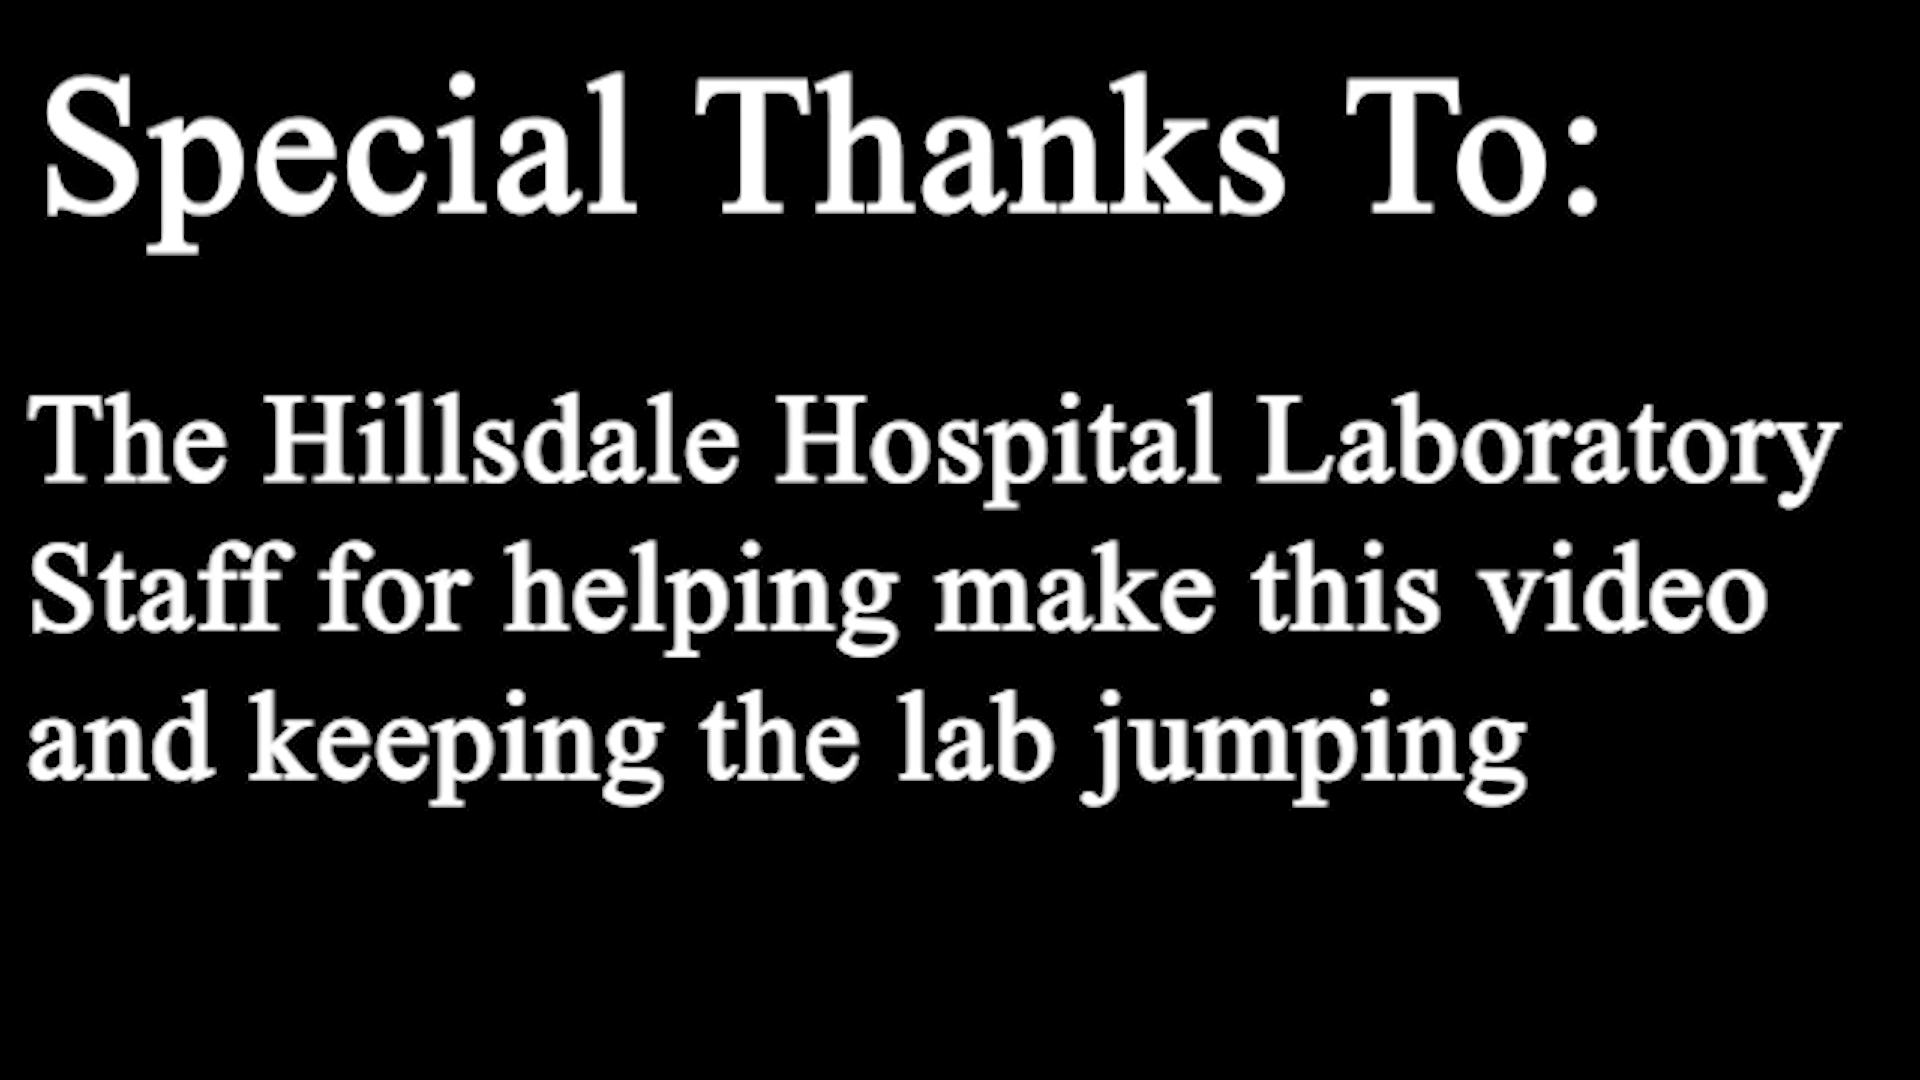 Special Thanks To:
The Hillsdale Hospital Laboratory
Staff for helping make this video
and keeping the lab jumping